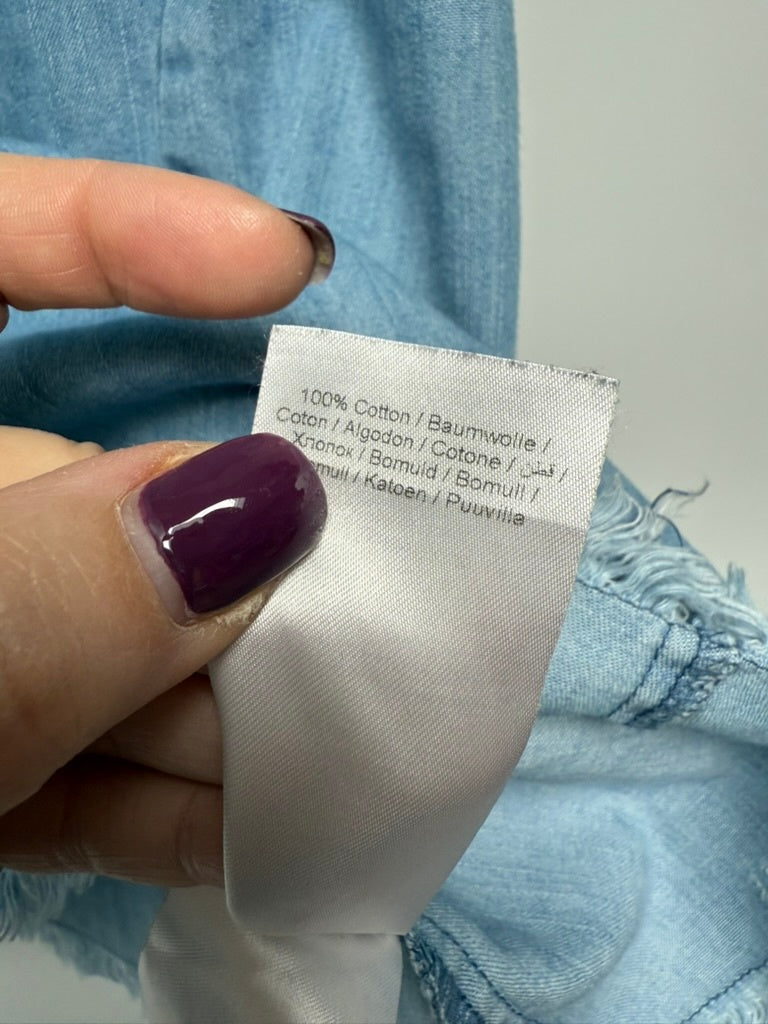 100% Cotton / Baumwolle /
Coton / Algodon / Cotone / قطن /
Хлопок / Bomuld / Bomull /
/ Katoen / Puuvilla